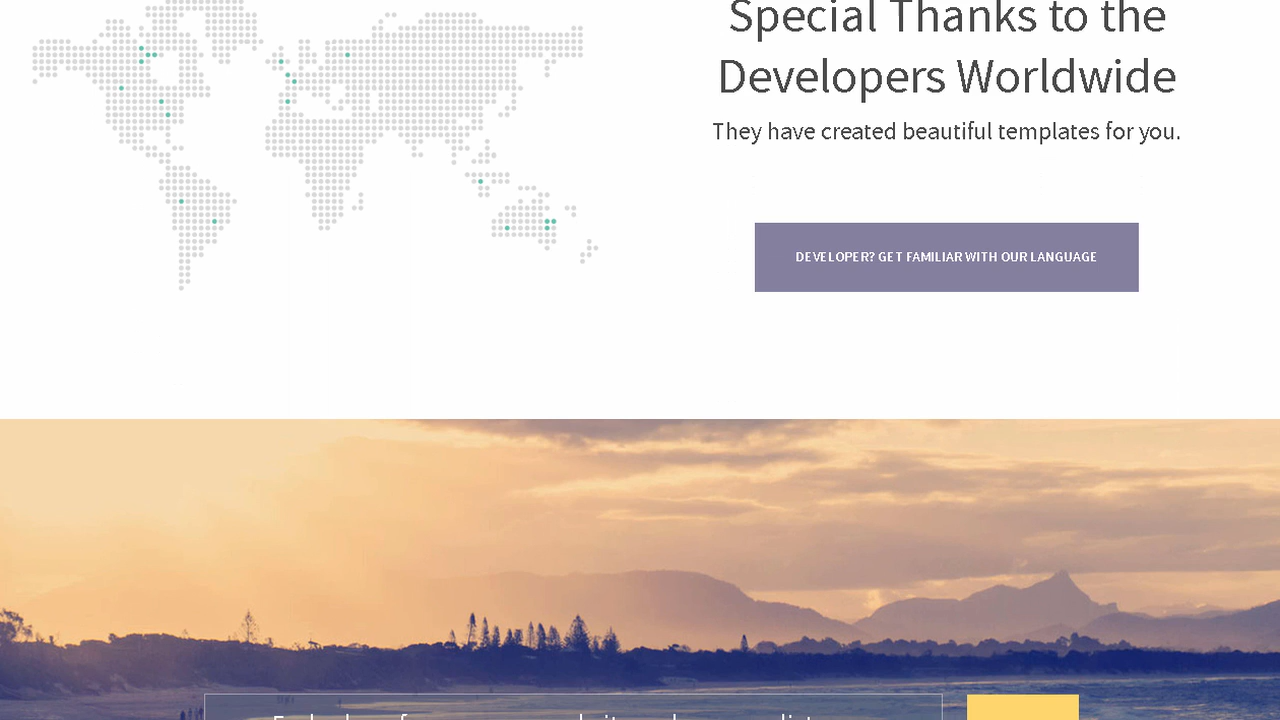 Special Thanks to the
Developers Worldwide
They have created beautiful templates for you.
DEVELOPER? GET FAMILIAR WITH OUR LANGUAGE